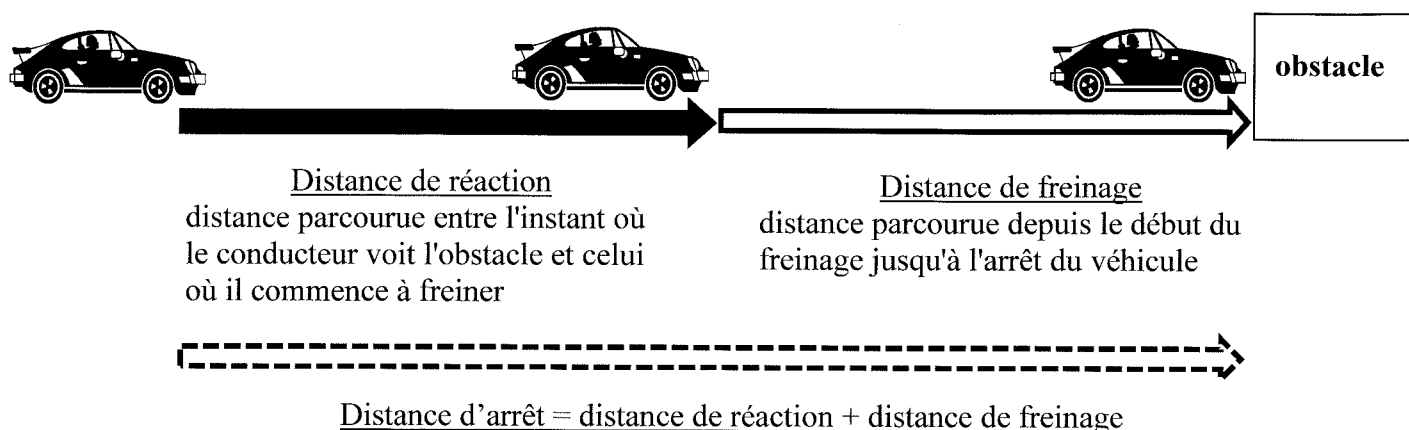 obstacle
Distance de réaction
distance parcourue entre l'instant où
le conducteur voit l'obstacle et celui
où il commence à freiner
Distance de freinage
distance parcourue depuis le début du
freinage jusqu'à l'arrêt du véhicule
Distance d’arrêt = distance de réaction + distance de freinage